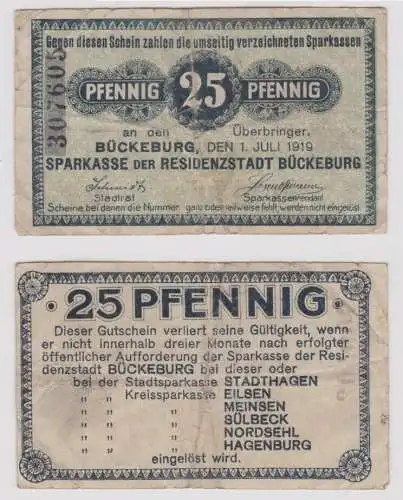 Gegen diesen Schein zahlen die umseitig verzeichneten Sparkassen
307605
PFENNIG 25 PFENNIG
an den Überbringer.
BÜCKEBURG, DEN 1. JULI 1919
SPARKASSE DER RESIDENZSTADT BÜCKEBURG
Schmidt
Stadtrat Sparkassenrendant
Scheine bei denen die Nummer ganz oder teilweise fehlt, werden nicht eingelöst.
25 PFENNIG
Dieser Gutschein verliert seine Gültigkeit, wenn
er nicht innerhalb dreier Monate nach erfolgter
öffentlicher Aufforderung der Sparkasse der Resi-
denzstadt BÜCKEBURG bei dieser oder
bei der Stadtsparkasse STADTHAGEN
Kreissparkasse EILSEN
" " " MEINSEN
" " " SÜLBECK
" " " NORDSEHL
" " " HAGENBURG
eingelöst wird.